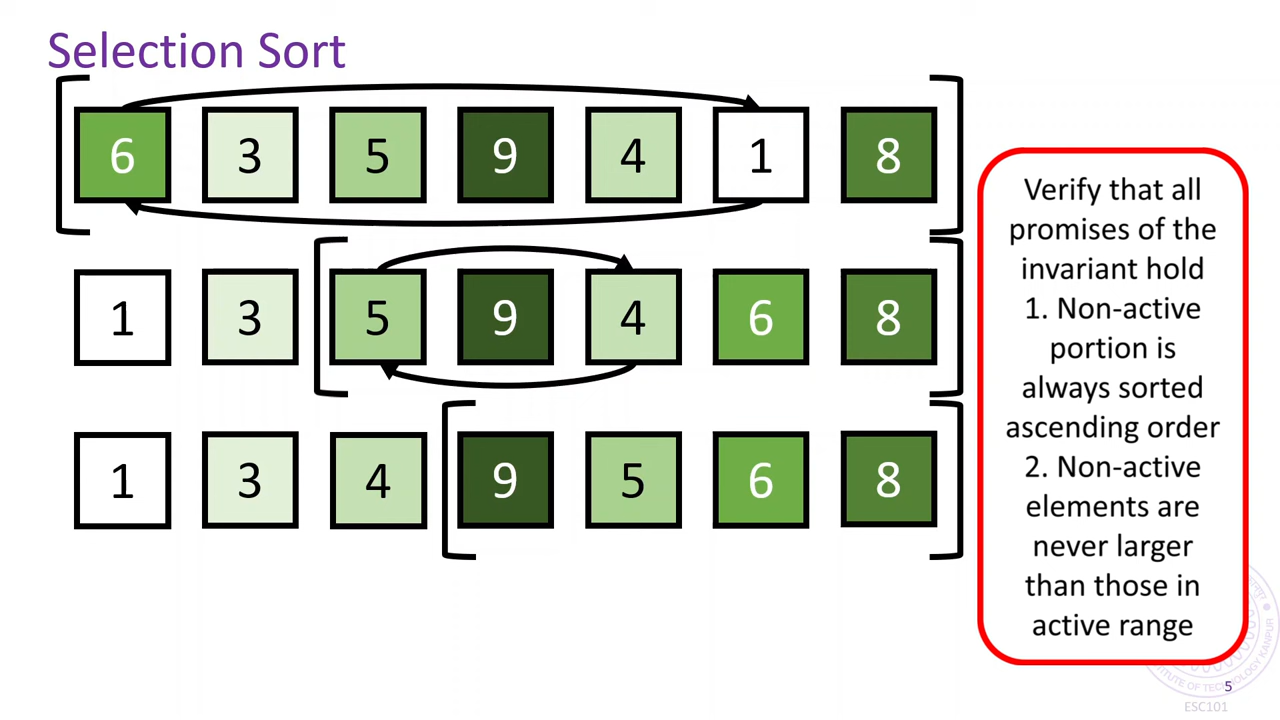 Selection Sort
6 3 5 9 4 1 8
1 3 5 9 4 6 8
1 3 4 9 5 6 8
Verify that all
promises of the
invariant hold
1. Non-active
portion is
always sorted
ascending order
2. Non-active
elements are
never larger
than those in
active range
5
ESC101